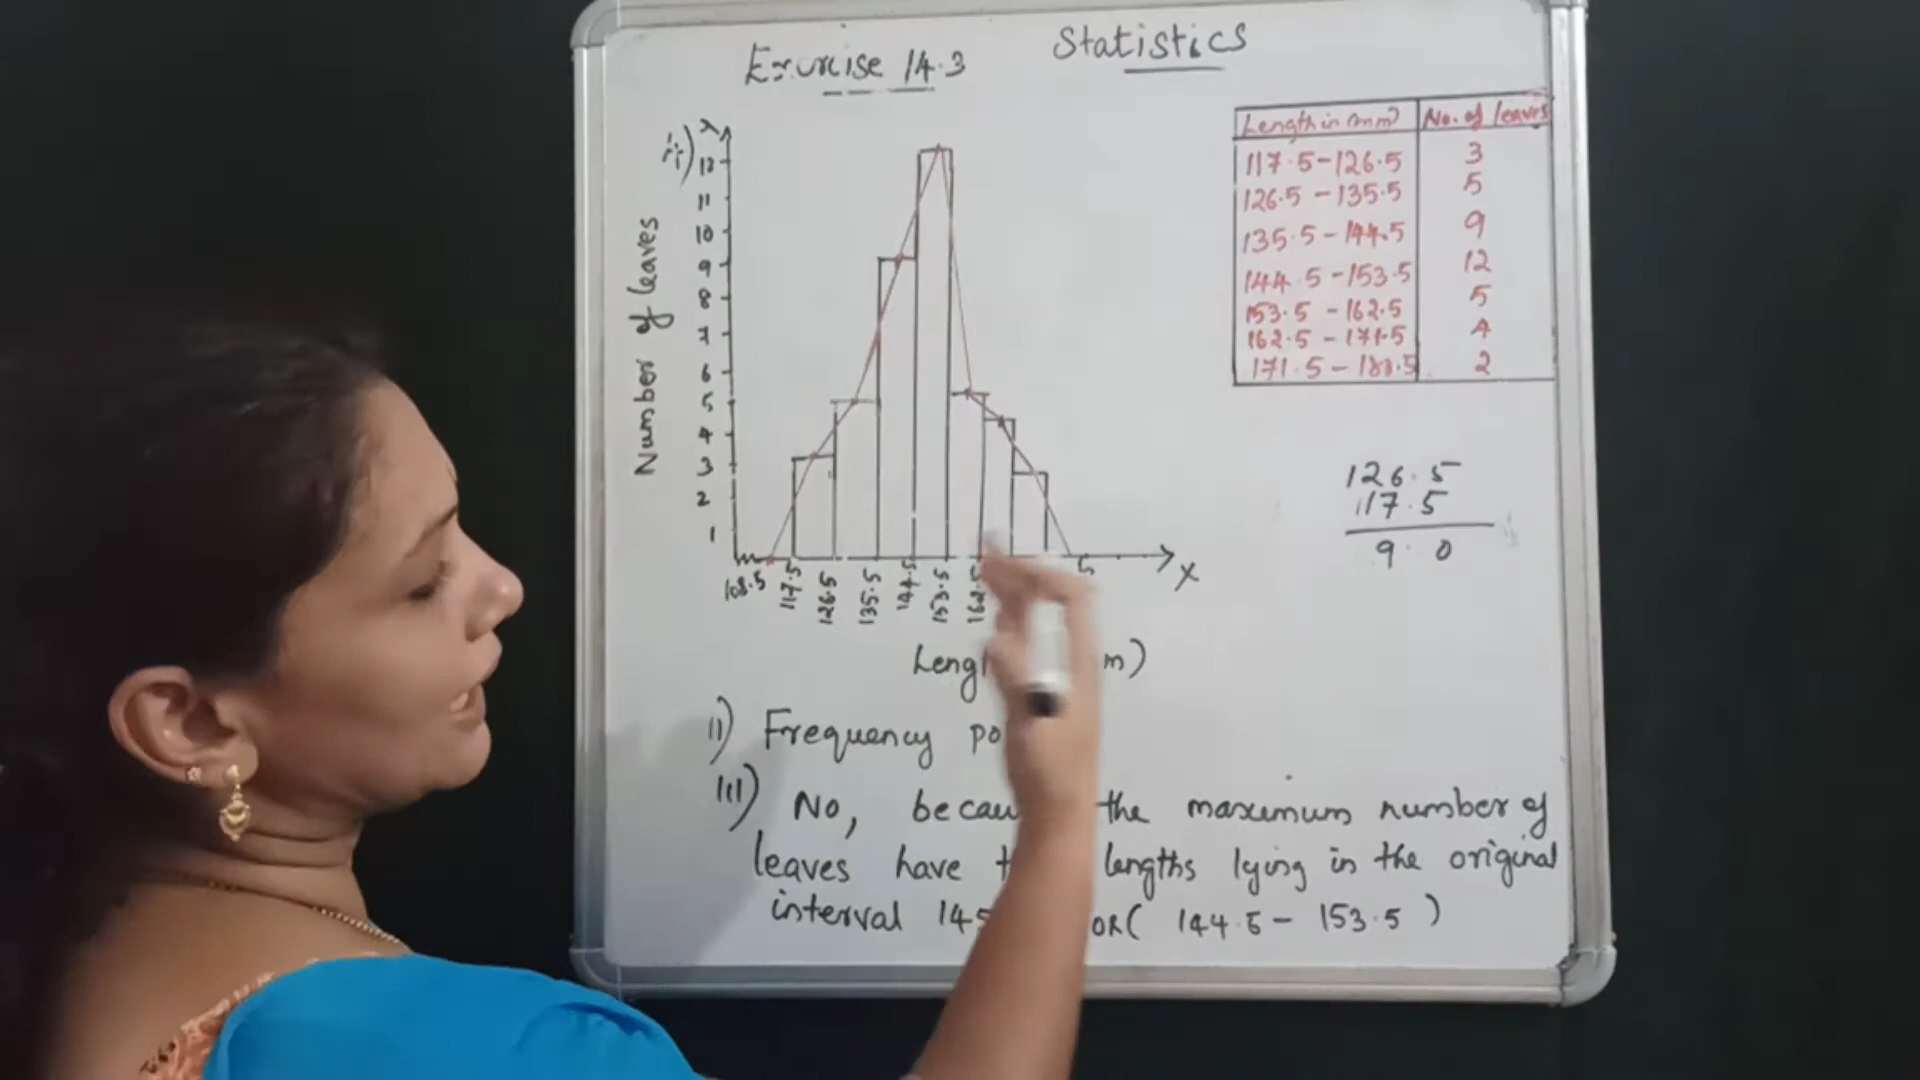 Exercise 14.3
Statistics
Y
12
11
10
9
8
7
6
5
4
3
2
1
Number of leaves
108.5
117.5
126.5
135.5
144.5
153.5
X
Length in (mm)
No. of leaves
117.5-126.5 3
126.5-135.5 5
135.5-144.5 9
144.5-153.5 12
153.5-162.5 5
162.5-171.5 4
171.5-180.5 2
126.5
117.5
9.0
II) Frequency
III) No, the maximum number of
leaves have lengths lying in the original
interval OR( 144.5- 153.5 )